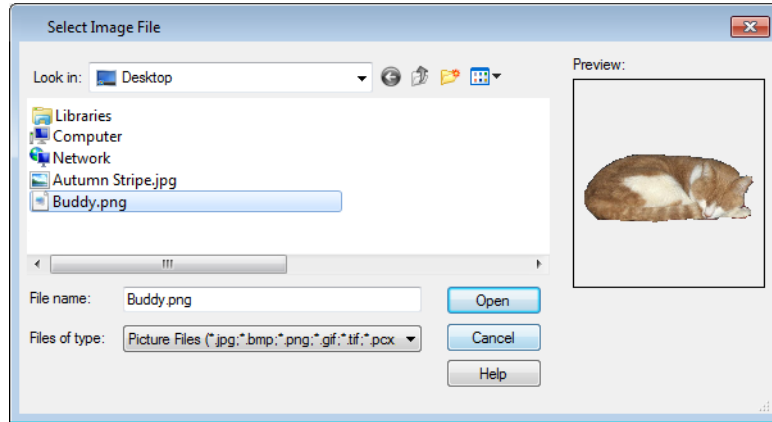 Select Image File
Look in: Desktop
Preview:
Libraries
Computer
Network
Autumn Stripe.jpg
Buddy.png
File name: Buddy.png Open
Files of type: Picture Files (*.jpg;*.bmp;*.png;*.gif;*.tif;*.pcx Cancel
Help